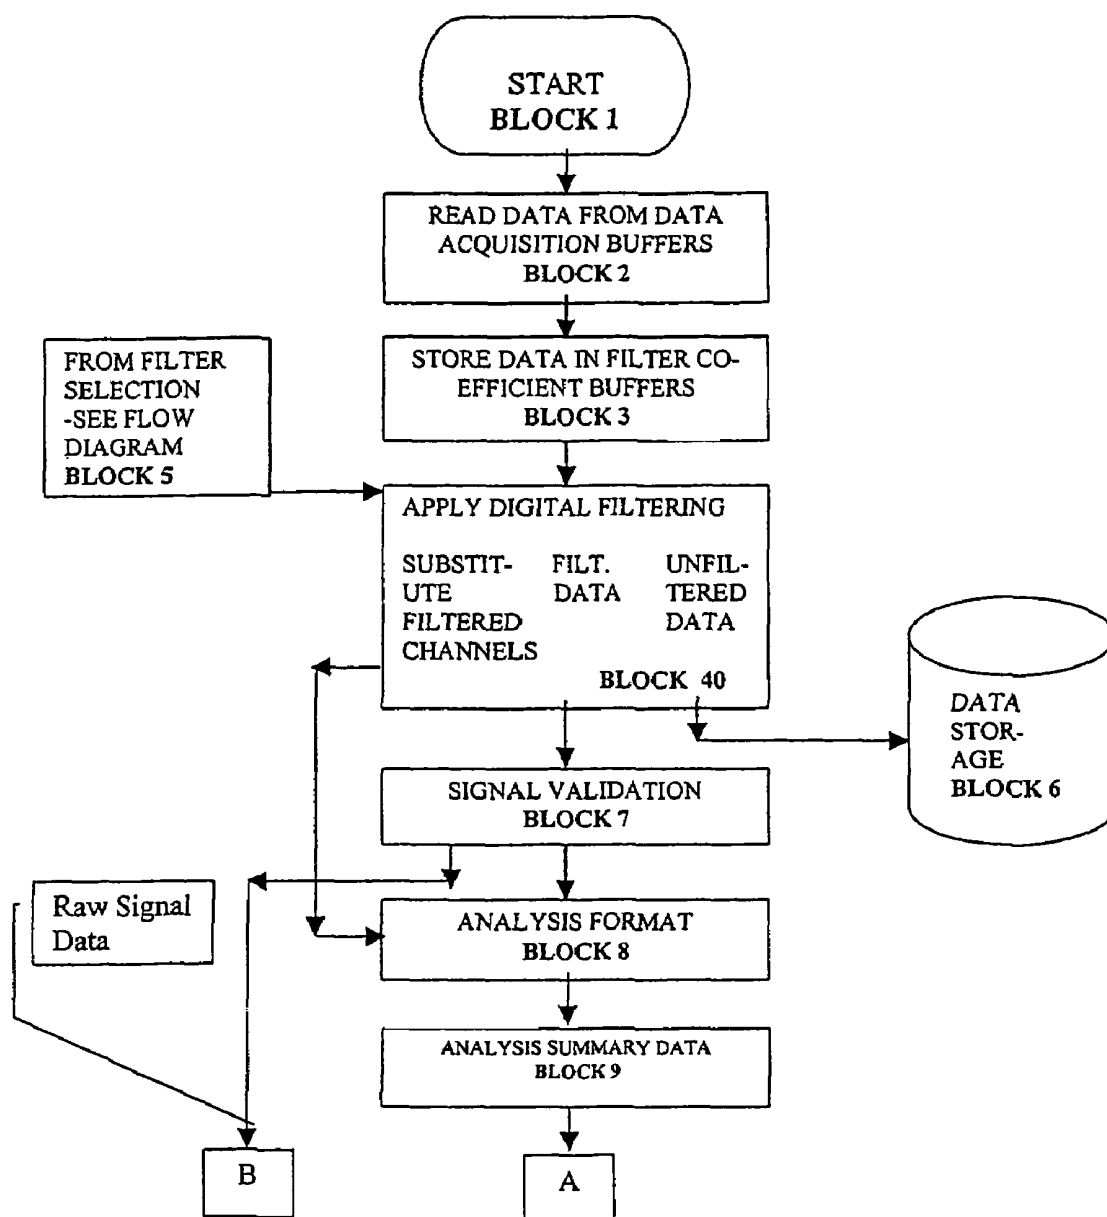 START
BLOCK 1
READ DATA FROM DATA
ACQUISITION BUFFERS
BLOCK 2
FROM FILTER
SELECTION
-SEE FLOW
DIAGRAM
BLOCK 5
STORE DATA IN FILTER CO-
EFFICIENT BUFFERS
BLOCK 3
APPLY DIGITAL FILTERING
SUBSTIT-
UTE
FILTERED
CHANNELS
FILT.
DATA
UNFIL-
TERED
DATA
BLOCK 40
DATA
STOR-
AGE
BLOCK 6
SIGNAL VALIDATION
BLOCK 7
Raw Signal
Data
ANALYSIS FORMAT
BLOCK 8
ANALYSIS SUMMARY DATA
BLOCK 9
B
A